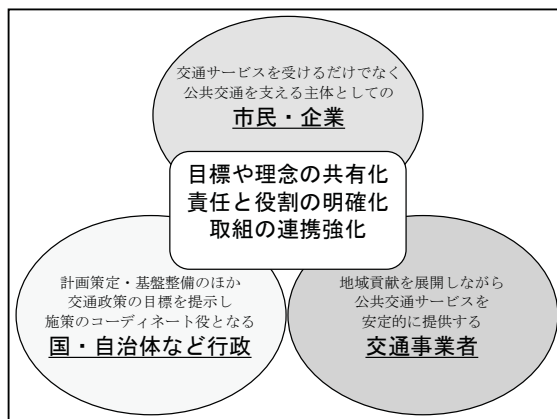 交通サービスを受けるだけでなく
公共交通を支える主体としての
市民・企業
目標や理念の共有化
責任と役割の明確化
取組の連携強化
計画策定・基盤整備のほか
交通政策の目標を提示し
施策のコーディネート役となる
国・自治体など行政
地域貢献を展開しながら
公共交通サービスを
安定的に提供する
交通事業者